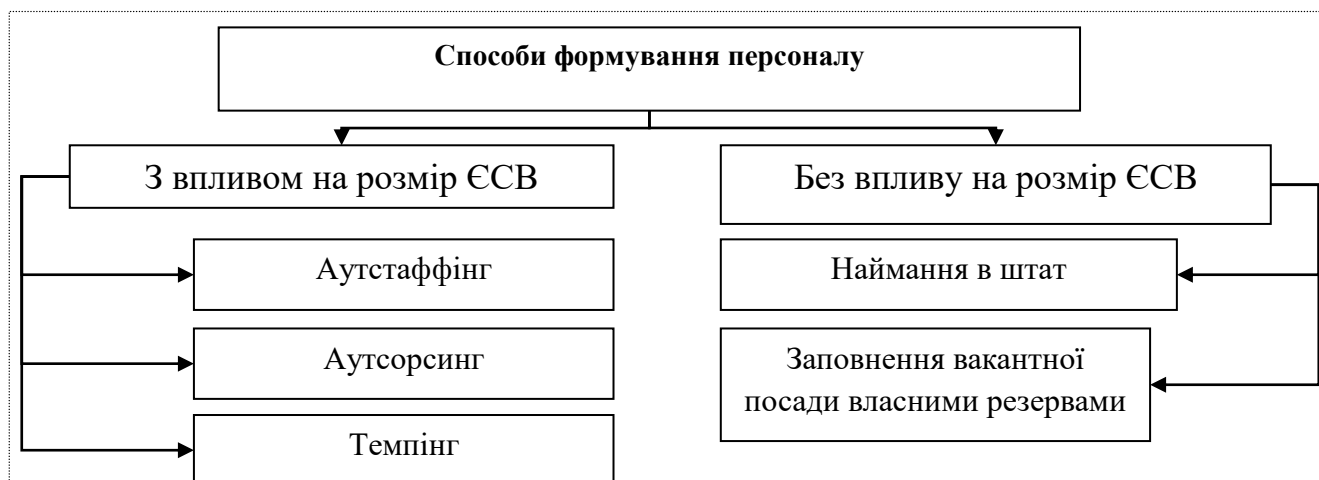 Способи формування персоналу
З впливом на розмір ЄСВ
Без впливу на розмір ЄСВ
Аутстаффінг
Наймання в штат
Аутсорсинг
Заповнення вакантної
посади власними резервами
Темпінг